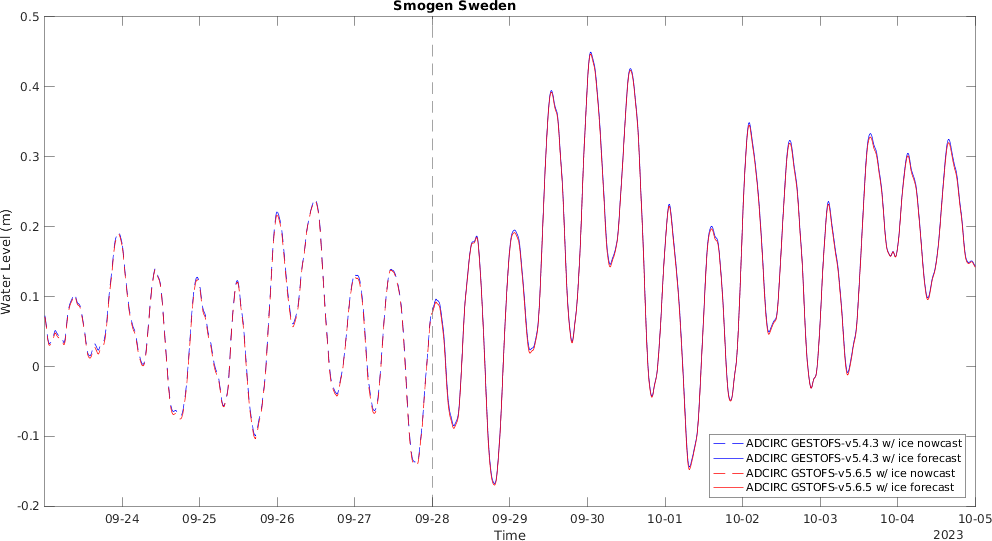 Smogen Sweden
0.5
0.4
0.3
0.2
0.1
0
-0.1
-0.2
Water Level (m)
ADCIRC GESTOFS-v5.4.3 w/ ice nowcast
ADCIRC GESTOFS-v5.4.3 w/ ice forecast
ADCIRC GSTOFS-v5.6.5 w/ ice nowcast
ADCIRC GSTOFS-v5.6.5 w/ ice forecast
09-24 09-25 09-26 09-27 09-28 09-29 09-30 10-01 10-02 10-03 10-04 10-05
Time
2023